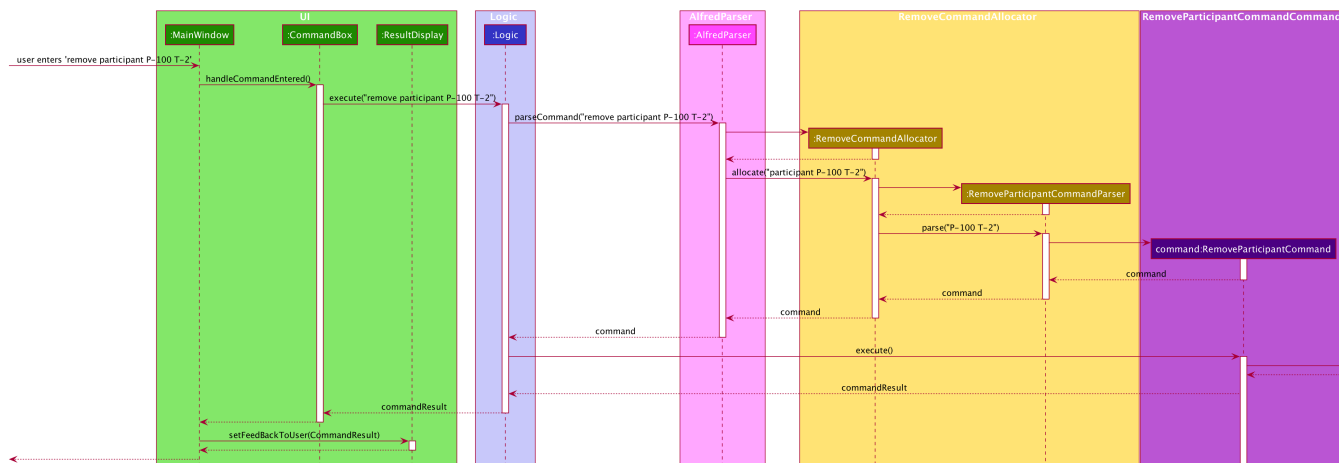 UI
Logic
AlfredParser
RemoveCommandAllocator
RemoveParticipantCommandCommand
:MainWindow
:CommandBox
:ResultDisplay
:Logic
:AlfredParser
user enters 'remove participant P-100 T-2'
handleCommandEntered()
execute("remove participant P-100 T-2")
parseCommand("remove participant P-100 T-2")
:RemoveCommandAllocator
allocate("participant P-100 T-2")
:RemoveParticipantCommandParser
parse("P-100 T-2")
command:RemoveParticipantCommand
command
command
command
command
execute()
commandResult
commandResult
setFeedBackToUser(CommandResult)